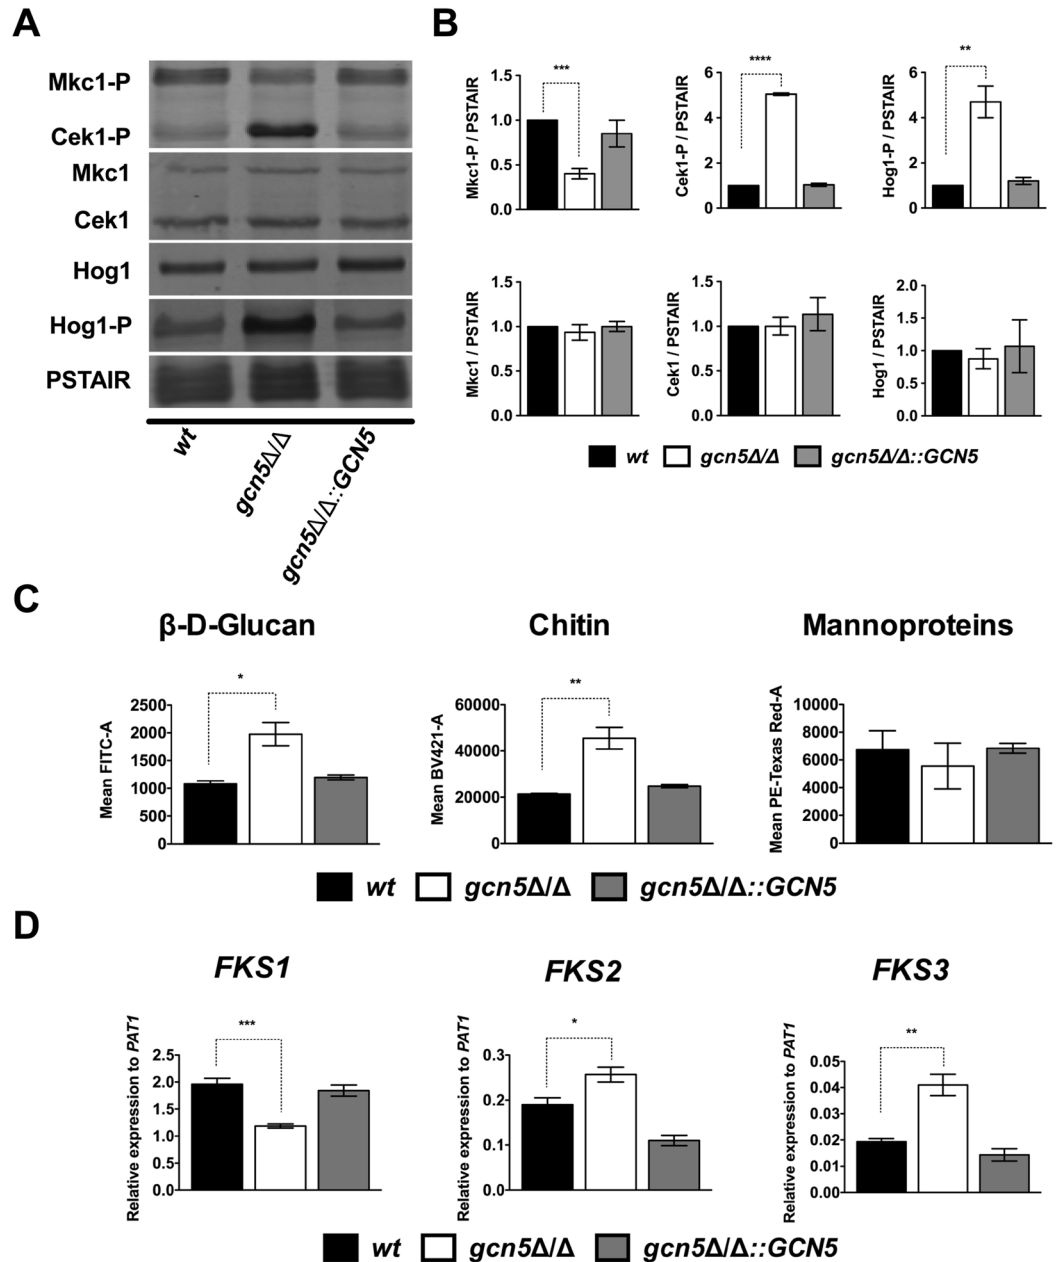 A
Mkc1-P
Cek1-P
Mkc1
Cek1
Hog1
Hog1-P
PSTAIR
wt
gcn5Δ/Δ
gcn5Δ/Δ::GCN5
B
***
Mkc1-P / PSTAIR
1.5
1.0
0.5
0.0
****
Cek1-P / PSTAIR
6
4
2
0
**
Hog1-P / PSTAIR
6
4
2
0
Mkc1 / PSTAIR
1.5
1.0
0.5
0.0
Cek1 / PSTAIR
1.5
1.0
0.5
0.0
Hog1 / PSTAIR
2.0
1.5
1.0
0.5
0.0
wt gcn5Δ/Δ gcn5Δ/Δ::GCN5
C
β-D-Glucan
*
Mean FITC-A
2500
2000
1500
1000
500
0
Chitin
**
Mean BV421-A
60000
40000
20000
0
Mannoproteins
Mean PE-Texas Red-A
10000
8000
6000
4000
2000
0
wt gcn5Δ/Δ gcn5Δ/Δ::GCN5
D
FKS1
***
Relative expression to PAT1
2.5
2.0
1.5
1.0
0.5
0.0
FKS2
*
Relative expression to PAT1
0.3
0.2
0.1
0.0
FKS3
**
Relative expression to PAT1
0.05
0.04
0.03
0.02
0.01
0.00
wt gcn5Δ/Δ gcn5Δ/Δ::GCN5